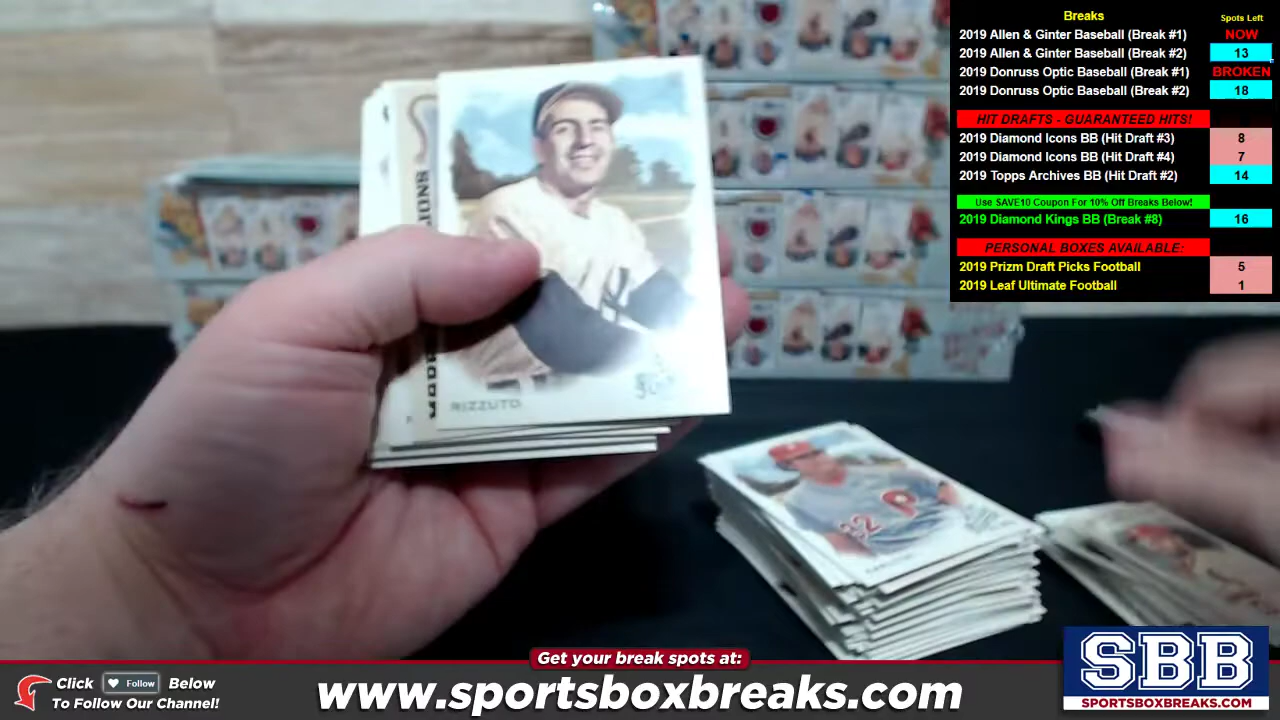 Breaks Spots Left
2019 Allen & Ginter Baseball (Break #1) NOW
2019 Allen & Ginter Baseball (Break #2) 13
2019 Donruss Optic Baseball (Break #1) BROKEN
2019 Donruss Optic Baseball (Break #2) 18
HIT DRAFTS - GUARANTEED HITS!
2019 Diamond Icons BB (Hit Draft #3) 8
2019 Diamond Icons BB (Hit Draft #4) 7
2019 Topps Archives BB (Hit Draft #2) 14
Use SAVE10 Coupon For 10% Off Breaks Below!
2019 Diamond Kings BB (Break #8) 16
PERSONAL BOXES AVAILABLE:
2019 Prizm Draft Picks Football 5
2019 Leaf Ultimate Football 1
RIZZUTO
32
P
Get your break spots at:
www.sportsboxbreaks.com
Click Follow Below
To Follow Our Channel!
SBB
SPORTSBOXBREAKS.COM